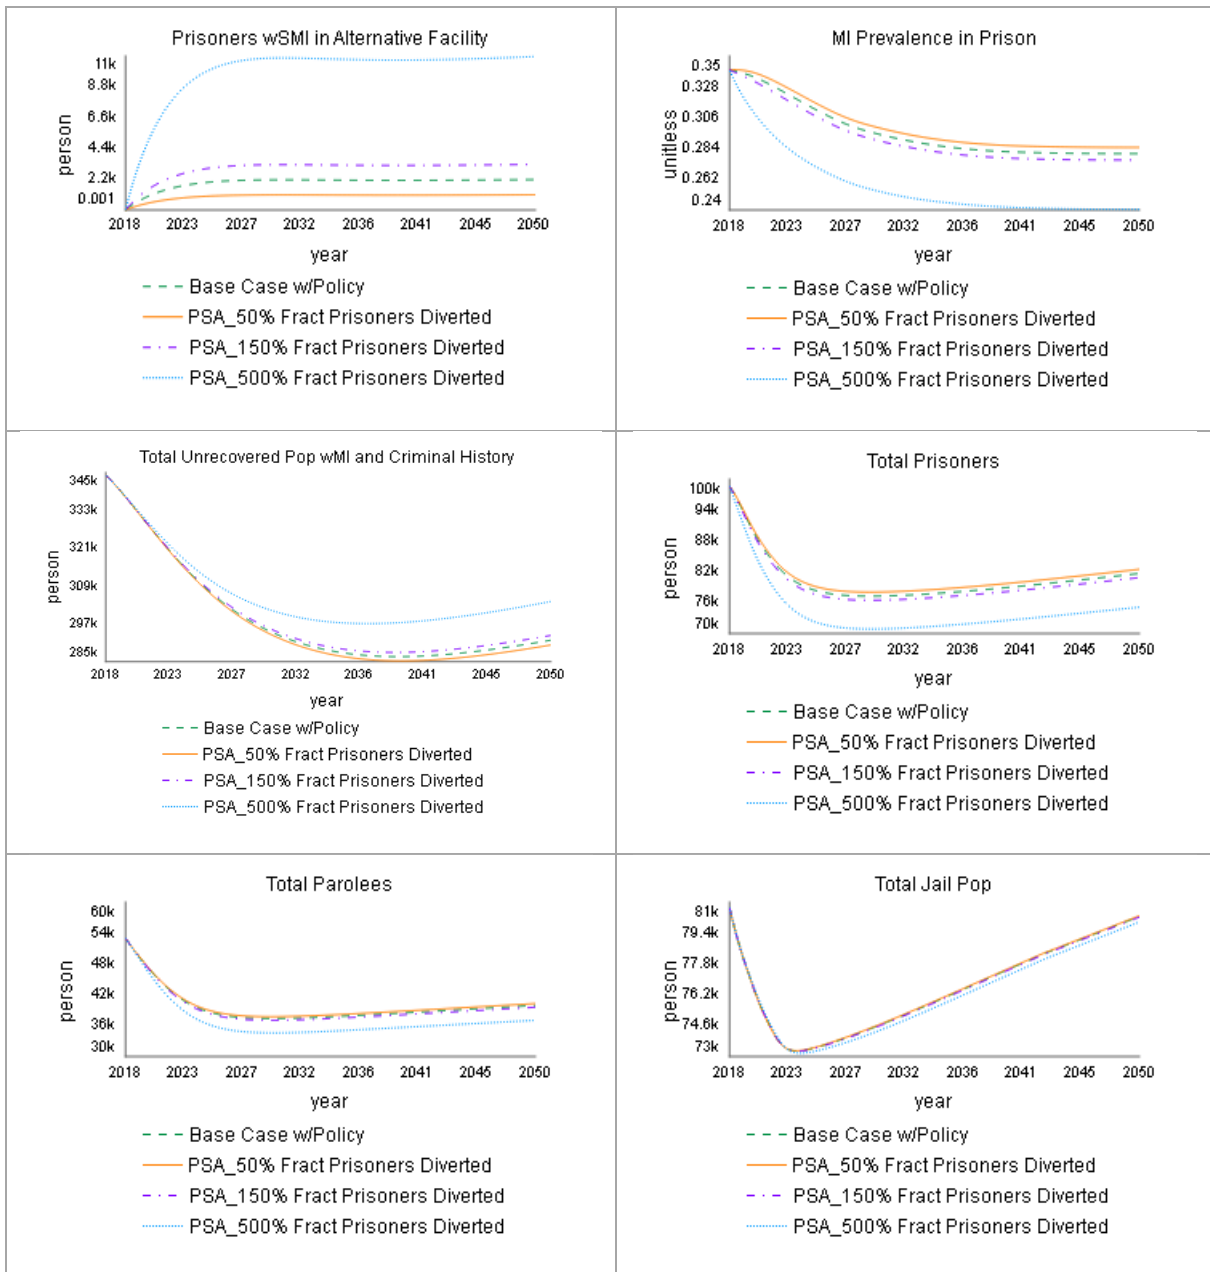 Prisoners wSMI in Alternative Facility
11k
8.8k
6.6k
4.4k
2.2k
0.001
person
2018 2023 2027 2032 2036 2041 2045 2050
year
Base Case w/Policy
PSA_50% Fract Prisoners Diverted
PSA_150% Fract Prisoners Diverted
PSA_500% Fract Prisoners Diverted
MI Prevalence in Prison
0.35
0.328
0.306
0.284
0.262
0.24
unitless
2018 2023 2027 2032 2036 2041 2045 2050
year
Base Case w/Policy
PSA_50% Fract Prisoners Diverted
PSA_150% Fract Prisoners Diverted
PSA_500% Fract Prisoners Diverted
Total Unrecovered Pop wMI and Criminal History
345k
333k
321k
309k
297k
285k
person
2018 2023 2027 2032 2036 2041 2045 2050
year
Base Case w/Policy
PSA_50% Fract Prisoners Diverted
PSA_150% Fract Prisoners Diverted
PSA_500% Fract Prisoners Diverted
Total Prisoners
100k
94k
88k
82k
76k
70k
person
2018 2023 2027 2032 2036 2041 2045 2050
year
Base Case w/Policy
PSA_50% Fract Prisoners Diverted
PSA_150% Fract Prisoners Diverted
PSA_500% Fract Prisoners Diverted
Total Parolees
60k
54k
48k
42k
36k
30k
person
2018 2023 2027 2032 2036 2041 2045 2050
year
Base Case w/Policy
PSA_50% Fract Prisoners Diverted
PSA_150% Fract Prisoners Diverted
PSA_500% Fract Prisoners Diverted
Total Jail Pop
81k
79.4k
77.8k
76.2k
74.6k
73k
person
2018 2023 2027 2032 2036 2041 2045 2050
year
Base Case w/Policy
PSA_50% Fract Prisoners Diverted
PSA_150% Fract Prisoners Diverted
PSA_500% Fract Prisoners Diverted